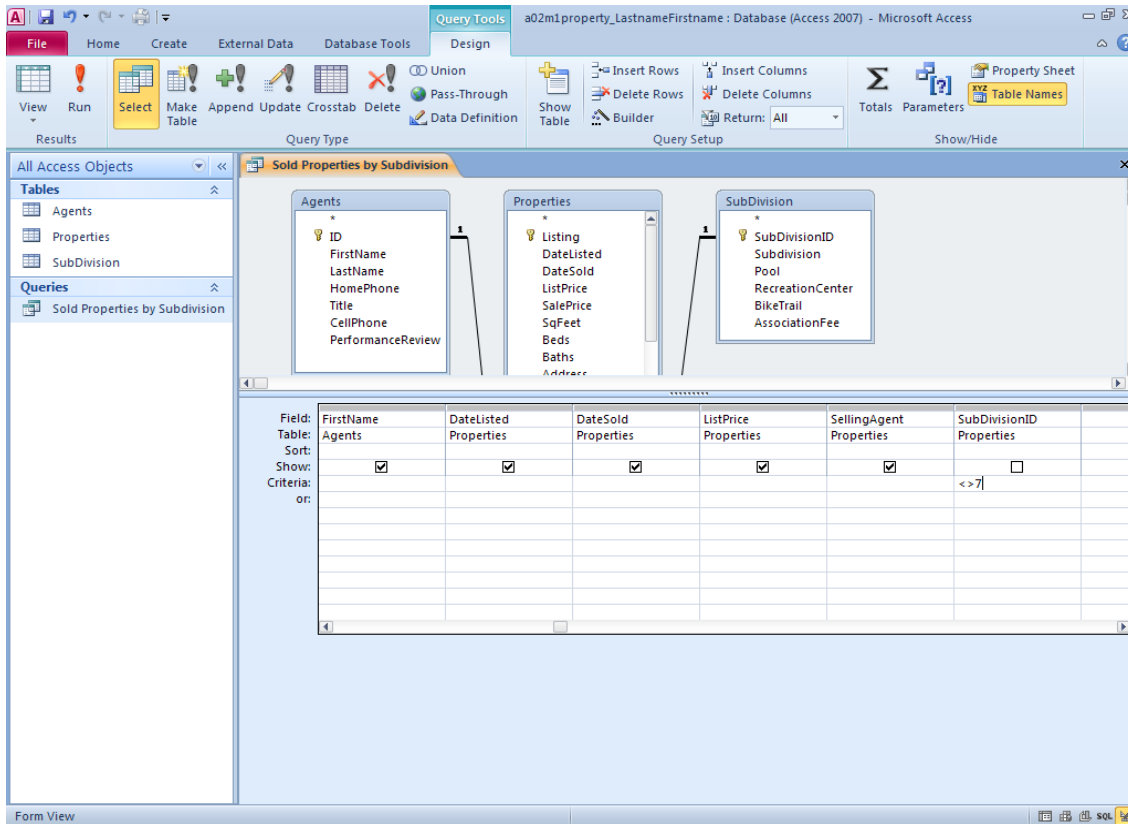 Query Tools a02m1property_LastnameFirstname : Database (Access 2007) - Microsoft Access
File Home Create External Data Database Tools Design
View Run Select Make Table Append Update Crosstab Delete
Union
Pass-Through
Data Definition
Show Table
Insert Rows
Delete Rows
Builder
Insert Columns
Delete Columns
Return: All
Totals Parameters
Property Sheet
Table Names
Results Query Type Query Setup Show/Hide
All Access Objects
Tables
Agents
Properties
SubDivision
Queries
Sold Properties by Subdivision
Sold Properties by Subdivision
Agents
*
ID
FirstName
LastName
HomePhone
Title
CellPhone
PerformanceReview
1
Properties
*
Listing
DateListed
DateSold
ListPrice
SalePrice
SqFeet
Beds
Baths
Address
1
SubDivision
*
SubDivisionID
Subdivision
Pool
RecreationCenter
BikeTrail
AssociationFee
Field: FirstName DateListed DateSold ListPrice SellingAgent SubDivisionID
Table: Agents Properties Properties Properties Properties Properties
Sort:
Show:
Criteria: <>7
or:
Form View SQL